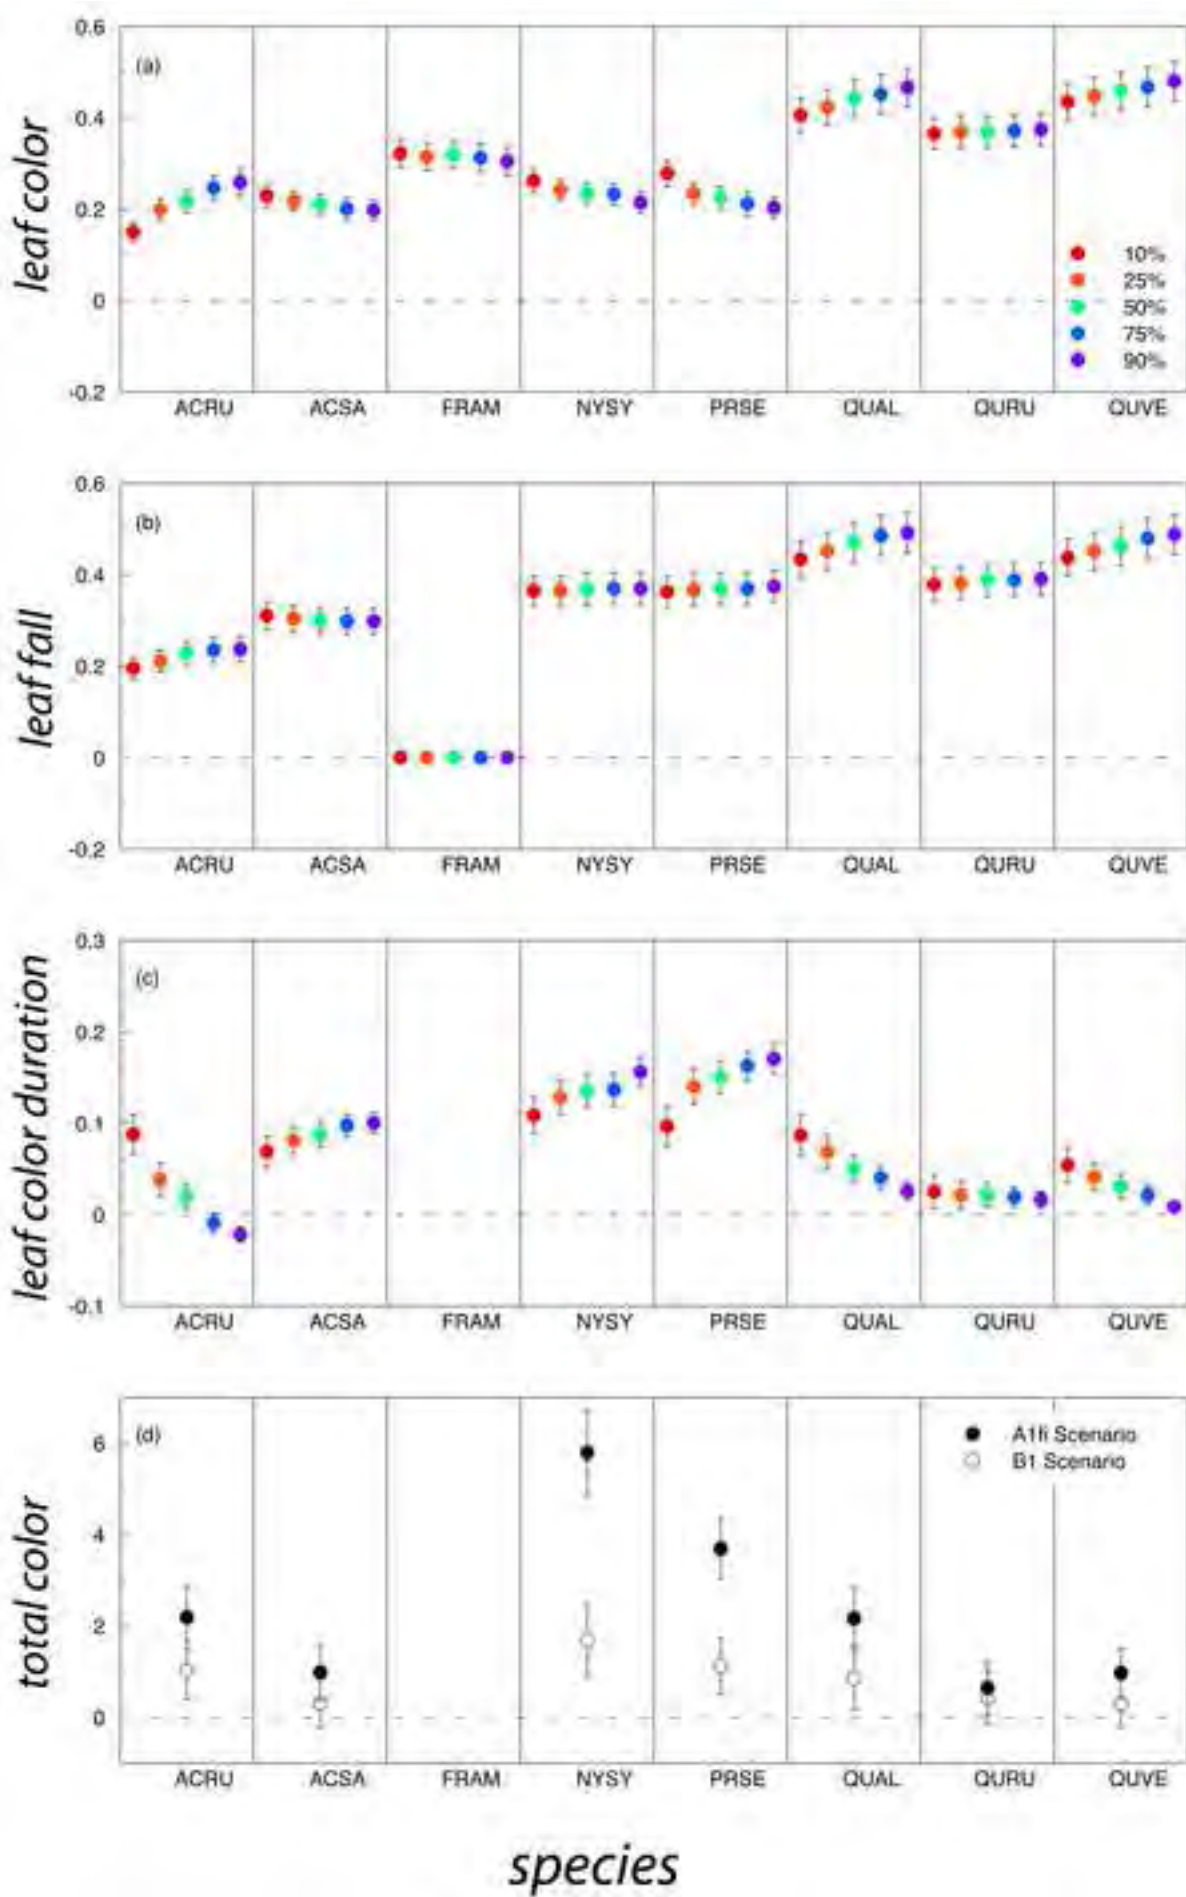 leaf color
(a)
0.6
0.4
0.2
0
-0.2
10%
25%
50%
75%
90%
ACRU ACSA FRAM NYSY PRSE QUAL QURU QUVE
leaf fall
(b)
0.6
0.4
0.2
0
-0.2
ACRU ACSA FRAM NYSY PRSE QUAL QURU QUVE
leaf color duration
(c)
0.3
0.2
0.1
0
-0.1
ACRU ACSA FRAM NYSY PRSE QUAL QURU QUVE
total color
(d)
6
4
2
0
A1fi Scenario
B1 Scenario
ACRU ACSA FRAM NYSY PRSE QUAL QURU QUVE
species